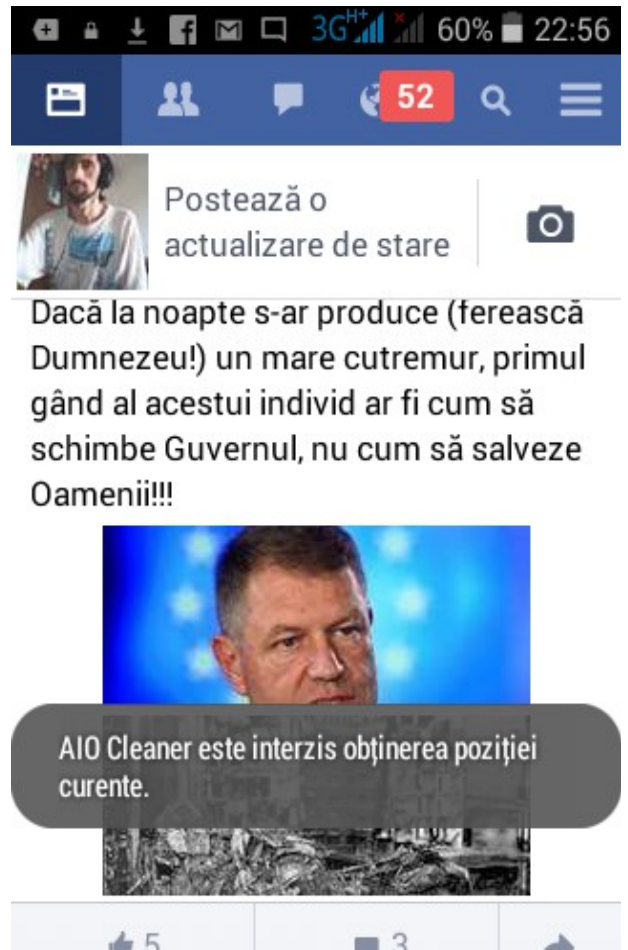 3G H+ 60% 22:56
52
Postează o
actualizare de stare
Dacă la noapte s-ar produce (ferească
Dumnezeu!) un mare cutremur, primul
gând al acestui individ ar fi cum să
schimbe Guvernul, nu cum să salveze
Oamenii!!!
AIO Cleaner este interzis obținerea poziției
curente.
5 3